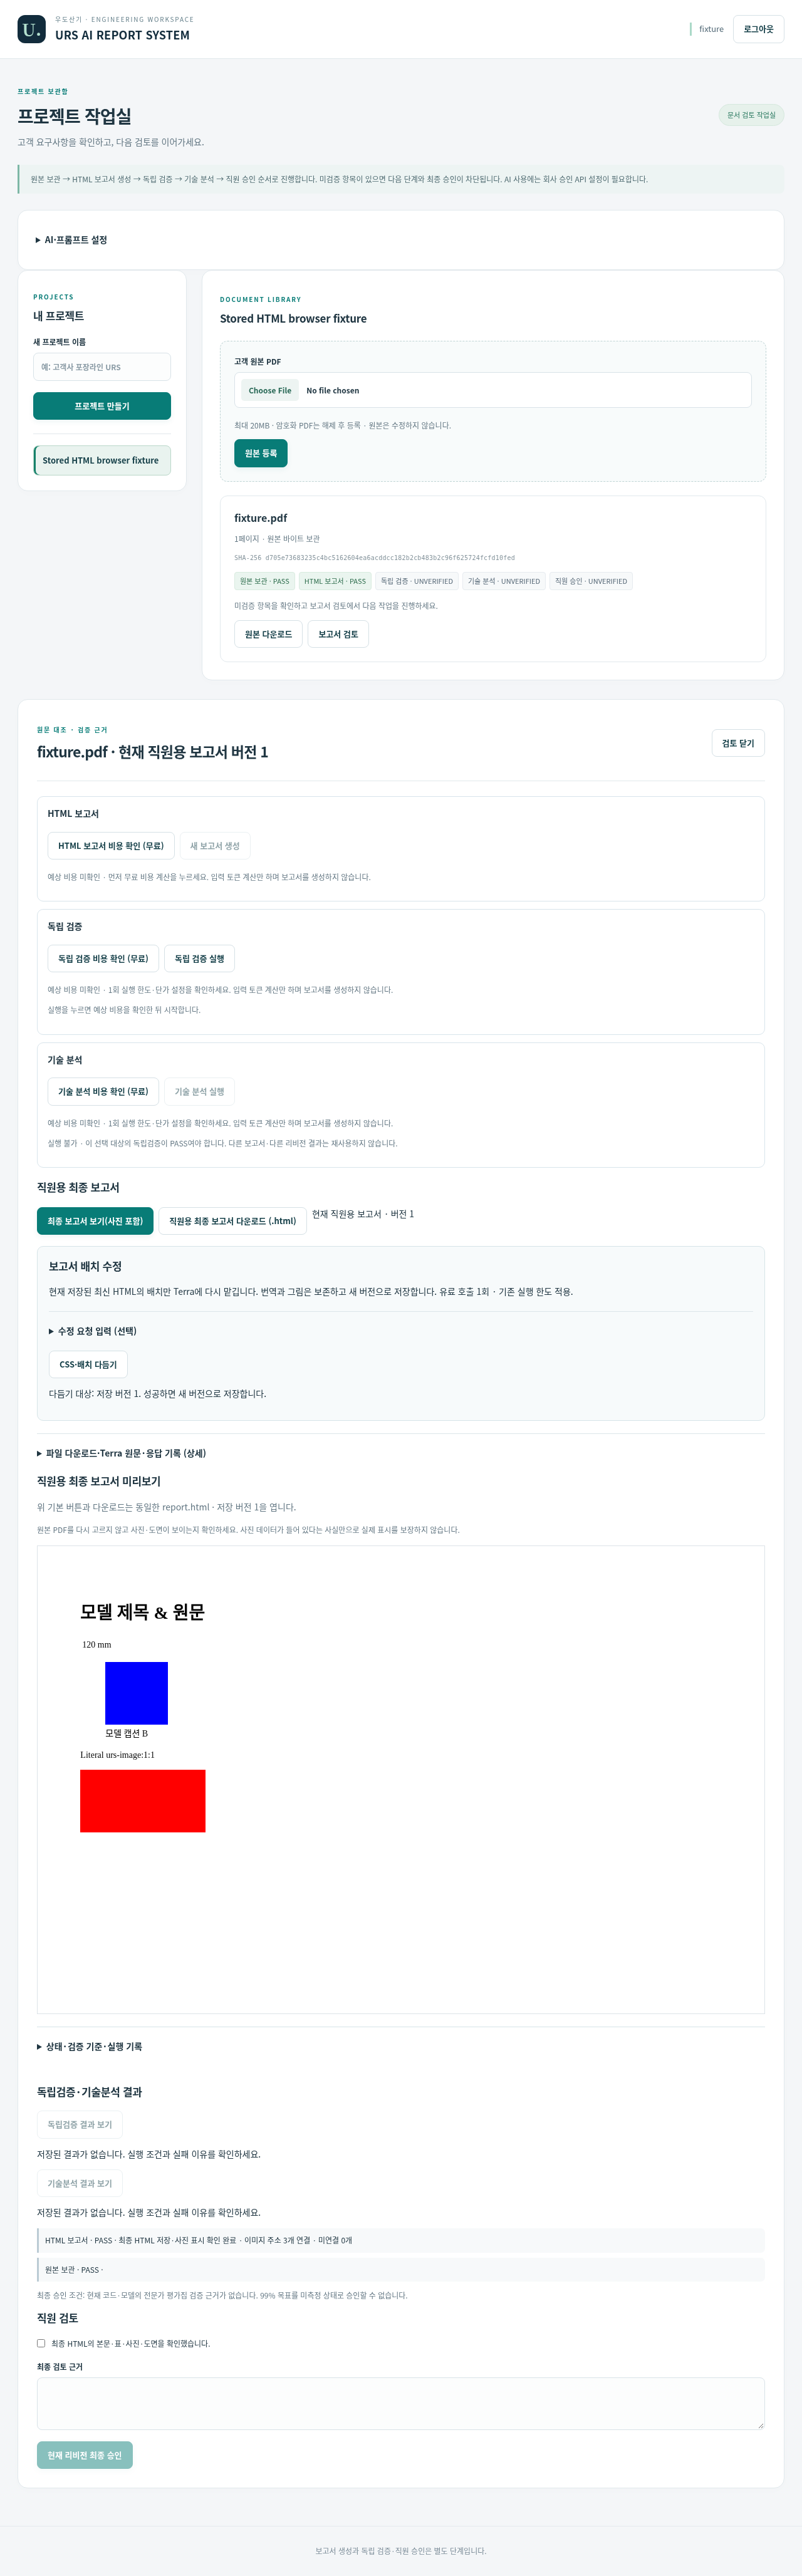 U.
우도선기 · ENGINEERING WORKSPACE
URS AI REPORT SYSTEM
fixture
로그아웃
프로젝트 보관함
프로젝트 작업실
문서 검토 작업실
고객 요구사항을 확인하고, 다음 검토를 이어가세요.
원본 보관 → HTML 보고서 생성 → 독립 검증 → 기술 분석 → 직원 승인 순서로 진행합니다. 미검증 항목이 있으면 다음 단계와 최종 승인이 차단됩니다. AI 사용에는 회사 승인 API 설정이 필요합니다.
▶ AI·프롬프트 설정
PROJECTS
내 프로젝트
새 프로젝트 이름
예: 고객사 포장라인 URS
프로젝트 만들기
Stored HTML browser fixture
DOCUMENT LIBRARY
Stored HTML browser fixture
고객 원본 PDF
Choose File No file chosen
최대 20MB · 암호화 PDF는 해제 후 등록 · 원본은 수정하지 않습니다.
원본 등록
fixture.pdf
1페이지 · 원본 바이트 보관
SHA-256 d705e73683235c4bc5162604ea6acddcc182b2cb483b2c96f625724fcfd10fed
원본 보관 · PASS
HTML 보고서 · PASS
독립 검증 · UNVERIFIED
기술 분석 · UNVERIFIED
직원 승인 · UNVERIFIED
미검증 항목을 확인하고 보고서 검토에서 다음 작업을 진행하세요.
원본 다운로드
보고서 검토
원문 대조 · 검증 근거
fixture.pdf · 현재 직원용 보고서 버전 1
검토 닫기
HTML 보고서
HTML 보고서 비용 확인 (무료)
새 보고서 생성
예상 비용 미확인 · 먼저 무료 비용 계산을 누르세요. 입력 토큰 계산만 하며 보고서를 생성하지 않습니다.
독립 검증
독립 검증 비용 확인 (무료)
독립 검증 실행
예상 비용 미확인 · 1회 실행 한도·단가 설정을 확인하세요. 입력 토큰 계산만 하며 보고서를 생성하지 않습니다.
실행을 누르면 예상 비용을 확인한 뒤 시작합니다.
기술 분석
기술 분석 비용 확인 (무료)
기술 분석 실행
예상 비용 미확인 · 1회 실행 한도·단가 설정을 확인하세요. 입력 토큰 계산만 하며 보고서를 생성하지 않습니다.
실행 불가 · 이 선택 대상의 독립검증이 PASS여야 합니다. 다른 보고서·다른 리비전 결과는 재사용하지 않습니다.
직원용 최종 보고서
최종 보고서 보기(사진 포함)
직원용 최종 보고서 다운로드 (.html)
현재 직원용 보고서 · 버전 1
보고서 배치 수정
현재 저장된 최신 HTML의 배치만 Terra에 다시 맡깁니다. 번역과 그림은 보존하고 새 버전으로 저장합니다. 유료 호출 1회 · 기존 실행 한도 적용.
▶ 수정 요청 입력 (선택)
CSS·배치 다듬기
다듬기 대상: 저장 버전 1. 성공하면 새 버전으로 저장합니다.
▶ 파일 다운로드·Terra 원문·응답 기록 (상세)
직원용 최종 보고서 미리보기
위 기본 버튼과 다운로드는 동일한 report.html · 저장 버전 1을 엽니다.
원본 PDF를 다시 고르지 않고 사진·도면이 보이는지 확인하세요. 사진 데이터가 들어 있다는 사실만으로 실제 표시를 보장하지 않습니다.
모델 제목 & 원문
120 mm
모델 캡션 B
Literal urs-image:1:1
▶ 상태·검증 기준·실행 기록
독립검증·기술분석 결과
독립검증 결과 보기
저장된 결과가 없습니다. 실행 조건과 실패 이유를 확인하세요.
기술분석 결과 보기
저장된 결과가 없습니다. 실행 조건과 실패 이유를 확인하세요.
HTML 보고서 · PASS · 최종 HTML 저장·사진 표시 확인 완료 · 이미지 주소 3개 연결 · 미연결 0개
원본 보관 · PASS ·
최종 승인 조건: 현재 코드·모델의 전문가 평가집 검증 근거가 없습니다. 99% 목표를 미측정 상태로 승인할 수 없습니다.
직원 검토
최종 HTML의 본문·표·사진·도면을 확인했습니다.
최종 검토 근거
현재 리비전 최종 승인
보고서 생성과 독립 검증·직원 승인은 별도 단계입니다.